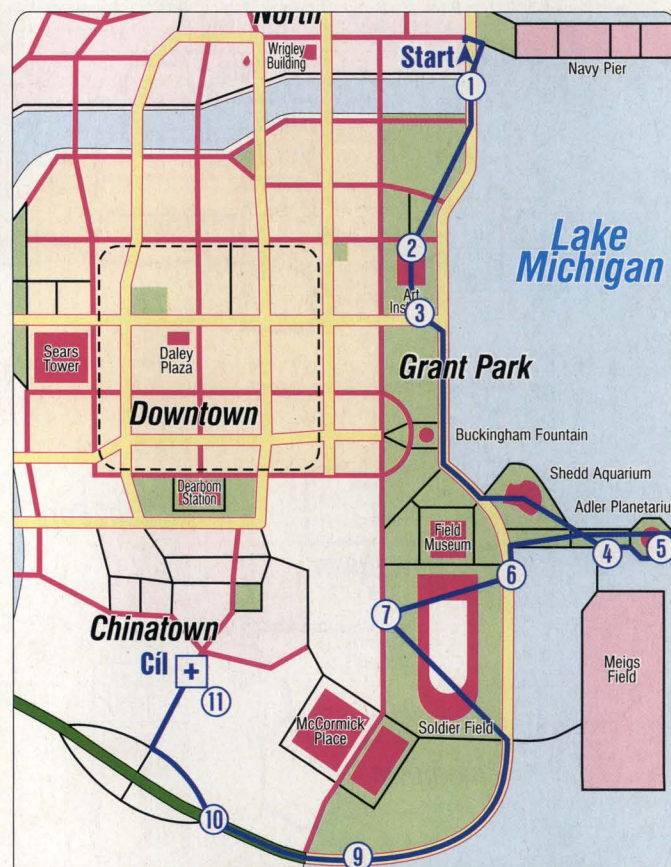 North
Wrigley
Building
Start
Navy Pier
1
Lake
Michigan
2
Art
3
Sears
Tower
Daley
Plaza
Grant Park
Downtown
Buckingham Fountain
Shedd Aquarium
Dearborn
Station
Adler
Field
Museum
4
5
6
7
Chinatown
Cíl
+
11
Meigs
Field
McCormick
Place
Soldier Field
10
9